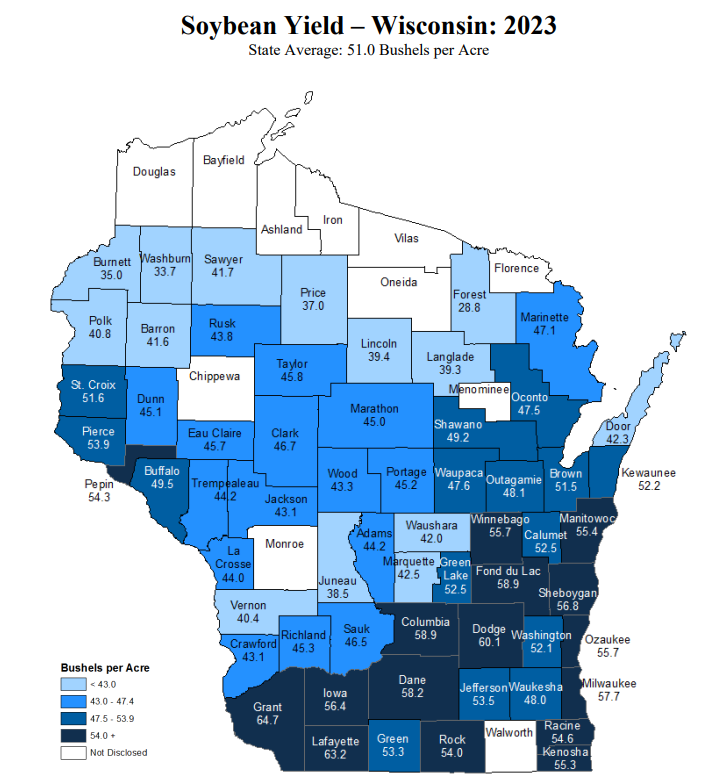 Soybean Yield – Wisconsin: 2023
State Average: 51.0 Bushels per Acre
Douglas
Bayfield
Ashland
Iron
Vilas
Florence
Oneida
Burnett
35.0
Washburn
33.7
Sawyer
41.7
Price
37.0
Forest
28.8
Marinette
47.1
Polk
40.8
Barron
41.6
Rusk
43.8
Lincoln
39.4
Langlade
39.3
Taylor
45.8
Chippewa
Menominee
Oconto
47.5
St. Croix
51.6
Dunn
45.1
Marathon
45.0
Door
42.3
Pierce
53.9
Eau Claire
45.7
Clark
46.7
Shawano
49.2
Pepin
54.3
Buffalo
49.5
Trempealeau
44.2
Jackson
43.1
Wood
43.3
Portage
45.2
Waupaca
47.6
Outagamie
48.1
Brown
51.5
Kewaunee
52.2
Monroe
La
Crosse
44.0
Juneau
38.5
Adams
44.2
Waushara
42.0
Marquette
42.5
Green
Lake
52.5
Winnebago
55.7
Calumet
52.5
Manitowoc
55.4
Fond du Lac
58.9
Sheboygan
56.8
Vernon
40.4
Crawford
43.1
Richland
45.3
Sauk
46.5
Columbia
58.9
Dodge
60.1
Washington
52.1
Ozaukee
55.7
Grant
64.7
Iowa
56.4
Dane
58.2
Jefferson
53.5
Waukesha
48.0
Milwaukee
57.7
Lafayette
63.2
Green
53.3
Rock
54.0
Walworth
Racine
54.6
Kenosha
55.3
Bushels per Acre
< 43.0
43.0 - 47.4
47.5 - 53.9
54.0 +
Not Disclosed